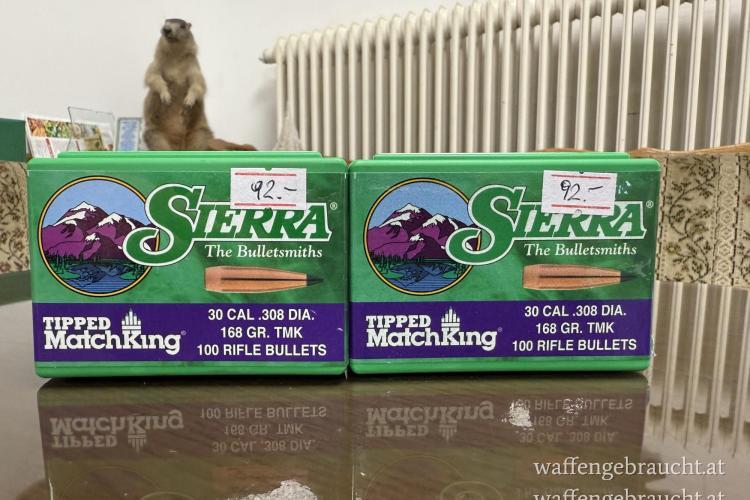 92.-
SIERRA®
The Bulletsmiths
30 CAL .308 DIA.
168 GR. TMK
100 RIFLE BULLETS
TIPPED
MatchKing®
92.-
SIERRA®
The Bulletsmiths
30 CAL .308 DIA.
168 GR. TMK
100 RIFLE BULLETS
TIPPED
MatchKing®
waffengebraucht.at
waffengebraucht.at